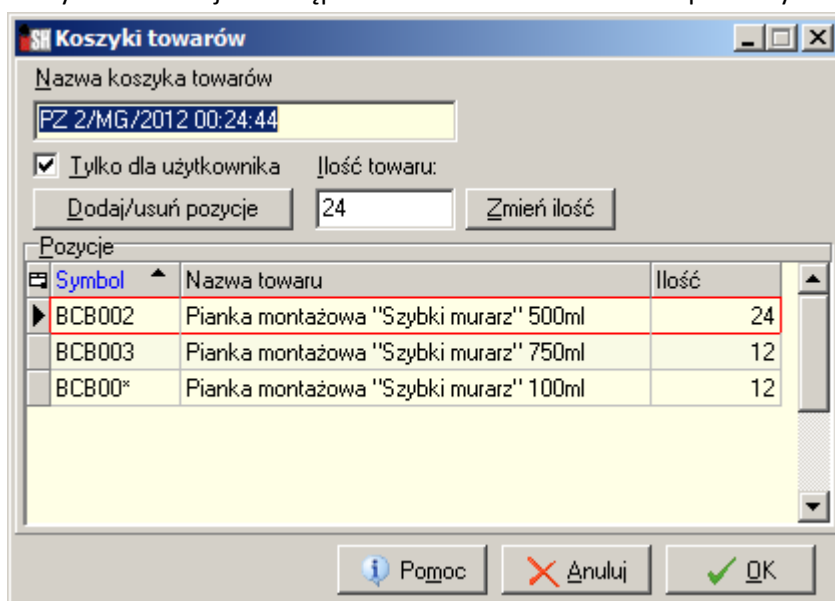 SH Koszyki towarów
Nazwa koszyka towarów
PZ 2/MG/2012 00:24:44
Tylko dla użytkownika Ilość towaru:
Dodaj/usuń pozycje 24 Zmień ilość
Pozycje
Symbol Nazwa towaru Ilość
BCB002 Pianka montażowa "Szybki murarz" 500ml 24
BCB003 Pianka montażowa "Szybki murarz" 750ml 12
BCB00* Pianka montażowa "Szybki murarz" 100ml 12
Pomoc Anuluj OK